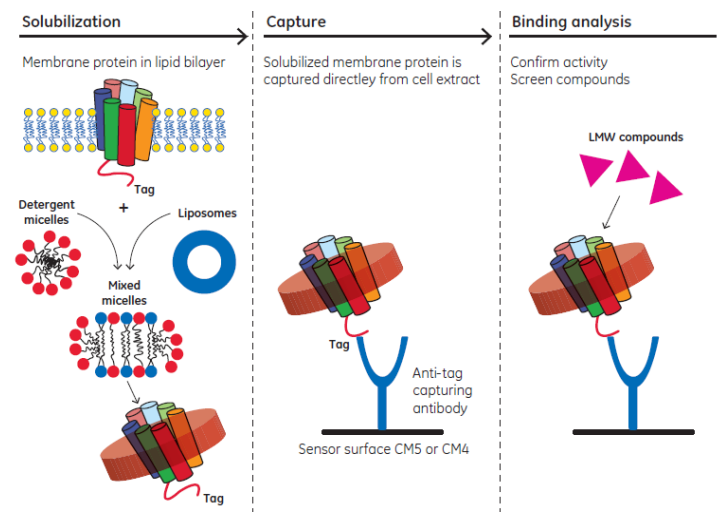 Solubilization
Membrane protein in lipid bilayer
Tag
+
Detergent
micelles
Liposomes
Mixed
micelles
Tag
Capture
Solubilized membrane protein is
captured directley from cell extract
Tag
Anti-tag
capturing
antibody
Sensor surface CM5 or CM4
Binding analysis
Confirm activity
Screen compounds
LMW compounds